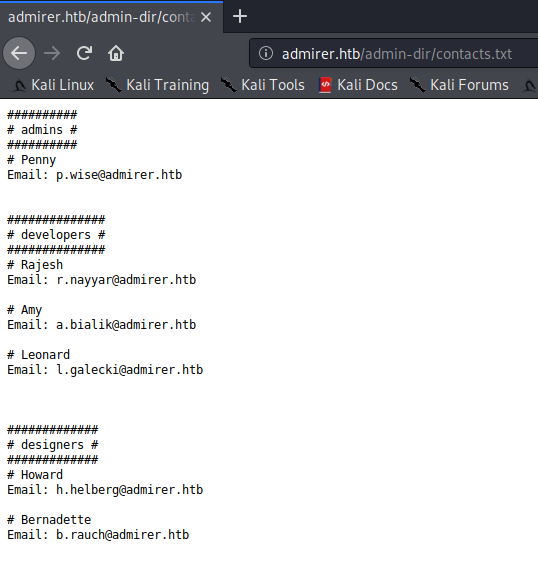 admirer.htb/admin-dir/conta
admirer.htb/admin-dir/contacts.txt
Kali Linux
Kali Training
Kali Tools
Kali Docs
Kali Forums
##########
# admins #
##########
# Penny
Email: p.wise@admirer.htb
##############
# developers #
##############
# Rajesh
Email: r.nayyar@admirer.htb
# Amy
Email: a.bialik@admirer.htb
# Leonard
Email: l.galecki@admirer.htb
#############
# designers #
#############
# Howard
Email: h.helberg@admirer.htb
# Bernadette
Email: b.rauch@admirer.htb